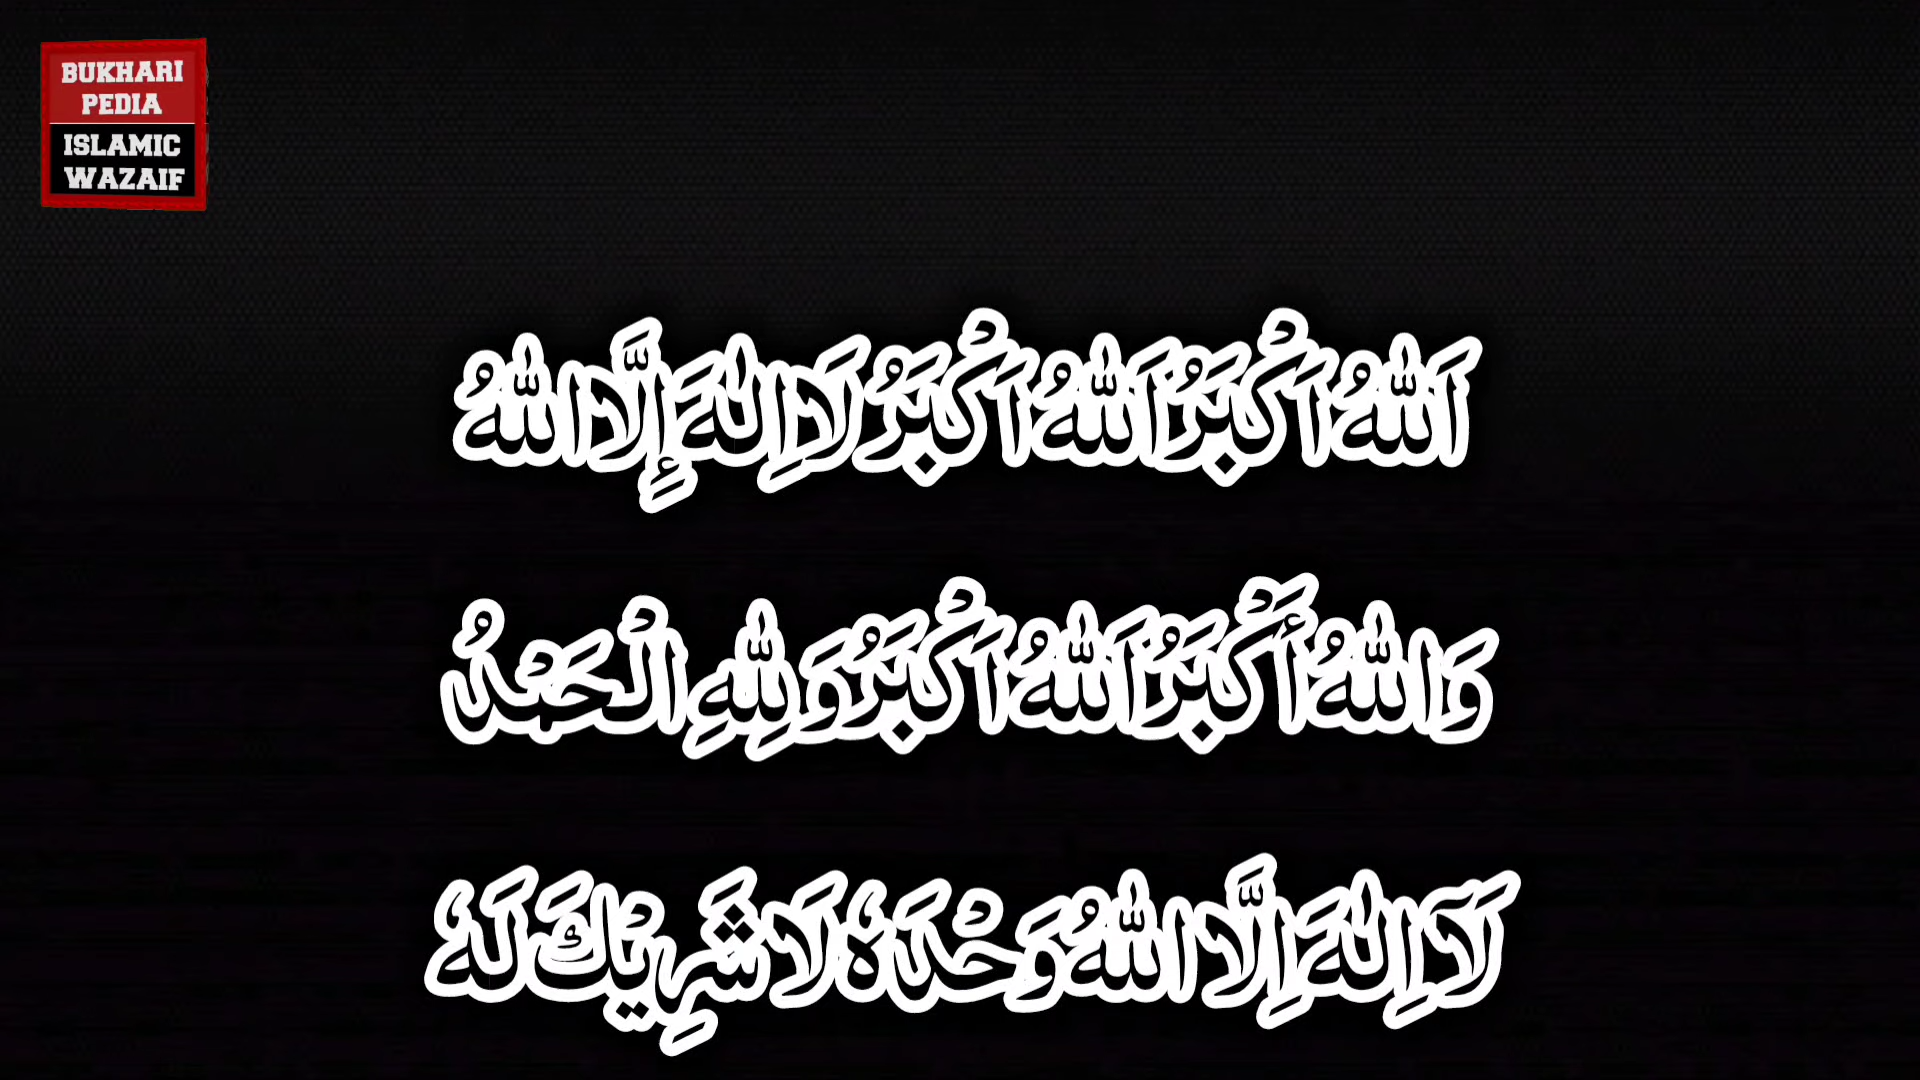 BUKHARI
PEDIA
ISLAMIC
WAZAIF
اَللّٰهُ اَكْبَرُ اَللّٰهُ اَكْبَرُ لَا اِلٰهَ إِلَّا اللّٰهُ
وَاللّٰهُ أَكْبَرُ اَللّٰهُ اَكْبَرُ وَلِلّٰهِ الْحَمْدُ
لَآ اِلٰهَ اِلَّا اللّٰهُ وَحْدَهٗ لَا شَرِيْكَ لَهٗ